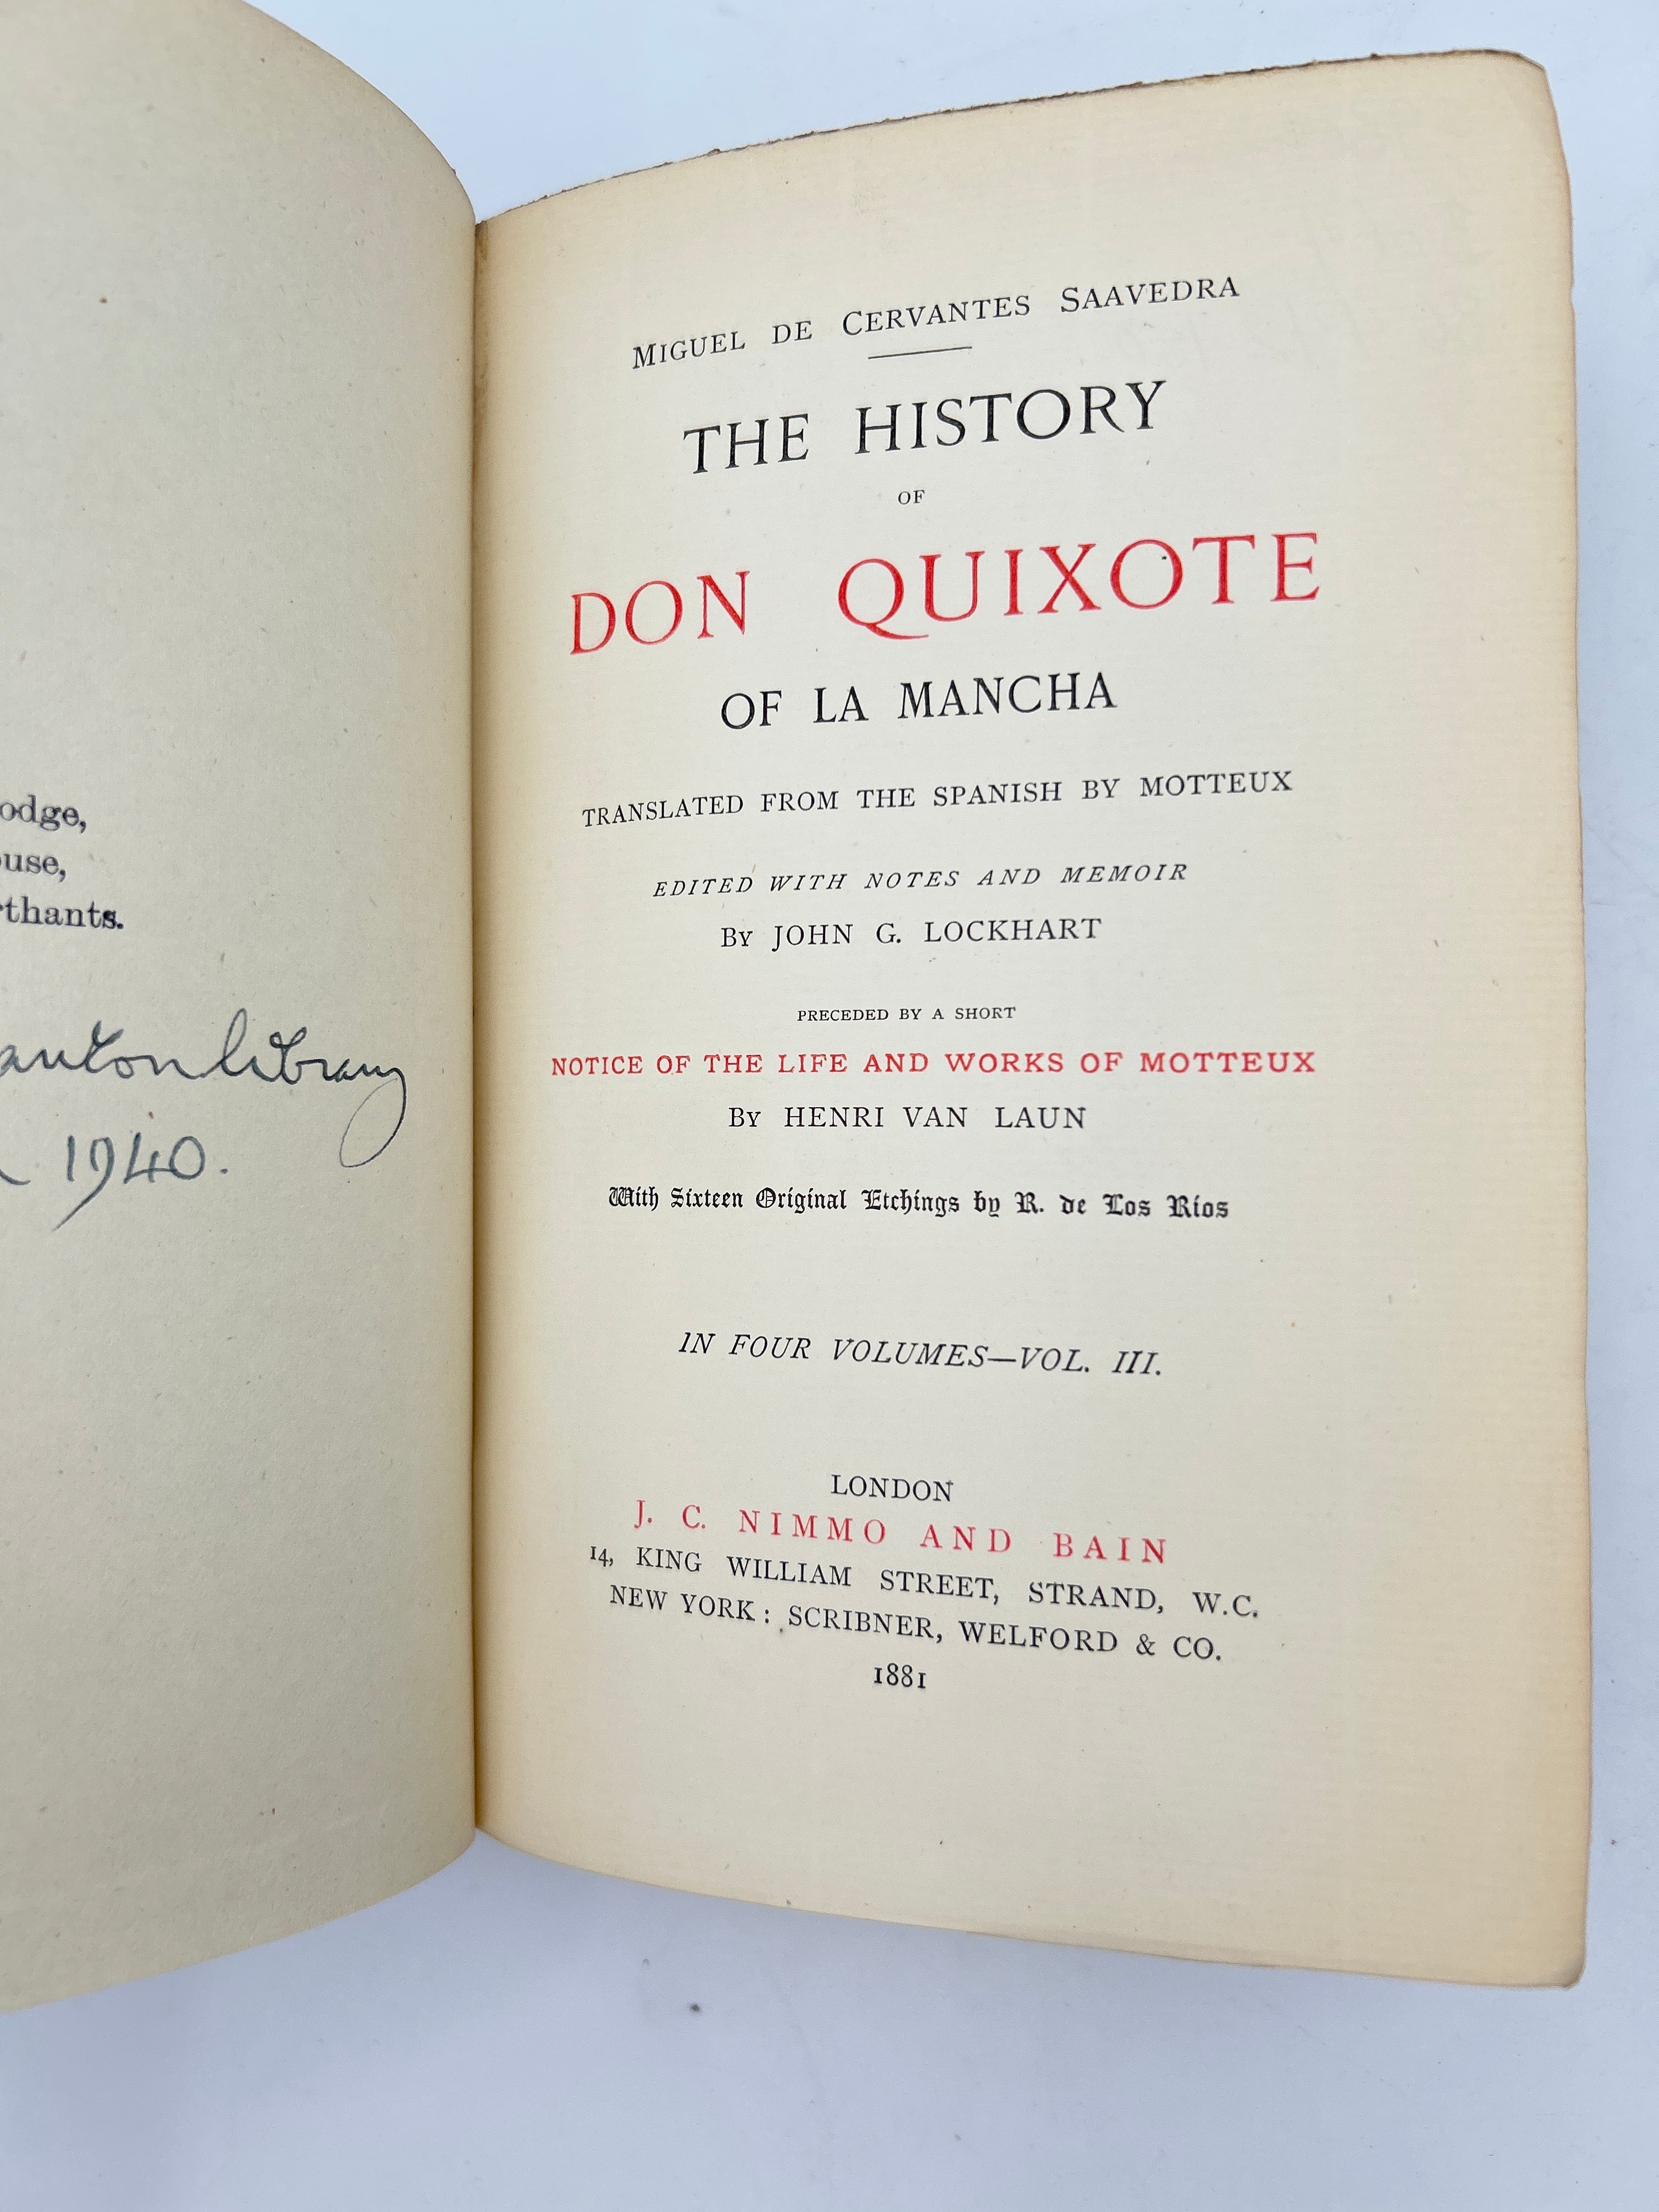 odge,
ouse,
rthants.
anton library
1940.
MIGUEL DE CERVANTES SAAVEDRA
THE HISTORY
OF
DON QUIXOTE
OF LA MANCHA
TRANSLATED FROM THE SPANISH BY MOTTEUX
EDITED WITH NOTES AND MEMOIR
By JOHN G. LOCKHART
PRECEDED BY A SHORT
NOTICE OF THE LIFE AND WORKS OF MOTTEUX
By HENRI VAN LAUN
With Sixteen Original Etchings by R. de Los Rios
IN FOUR VOLUMES—VOL. III.
LONDON
J. C. NIMMO AND BAIN
14, KING WILLIAM STREET, STRAND, W.C.
NEW YORK: SCRIBNER, WELFORD & CO.
1881